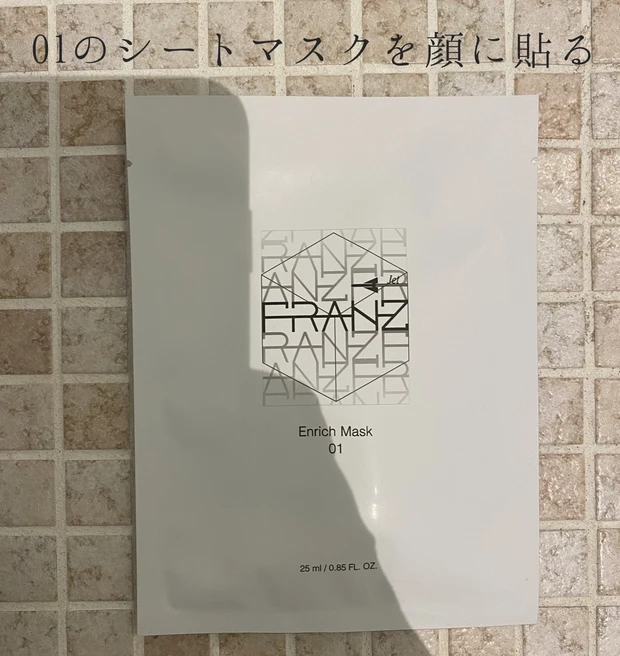 01のシートマスクを顔に貼る
Jet
FRANZ
Enrich Mask
01
25 ml / 0.85 FL. OZ.